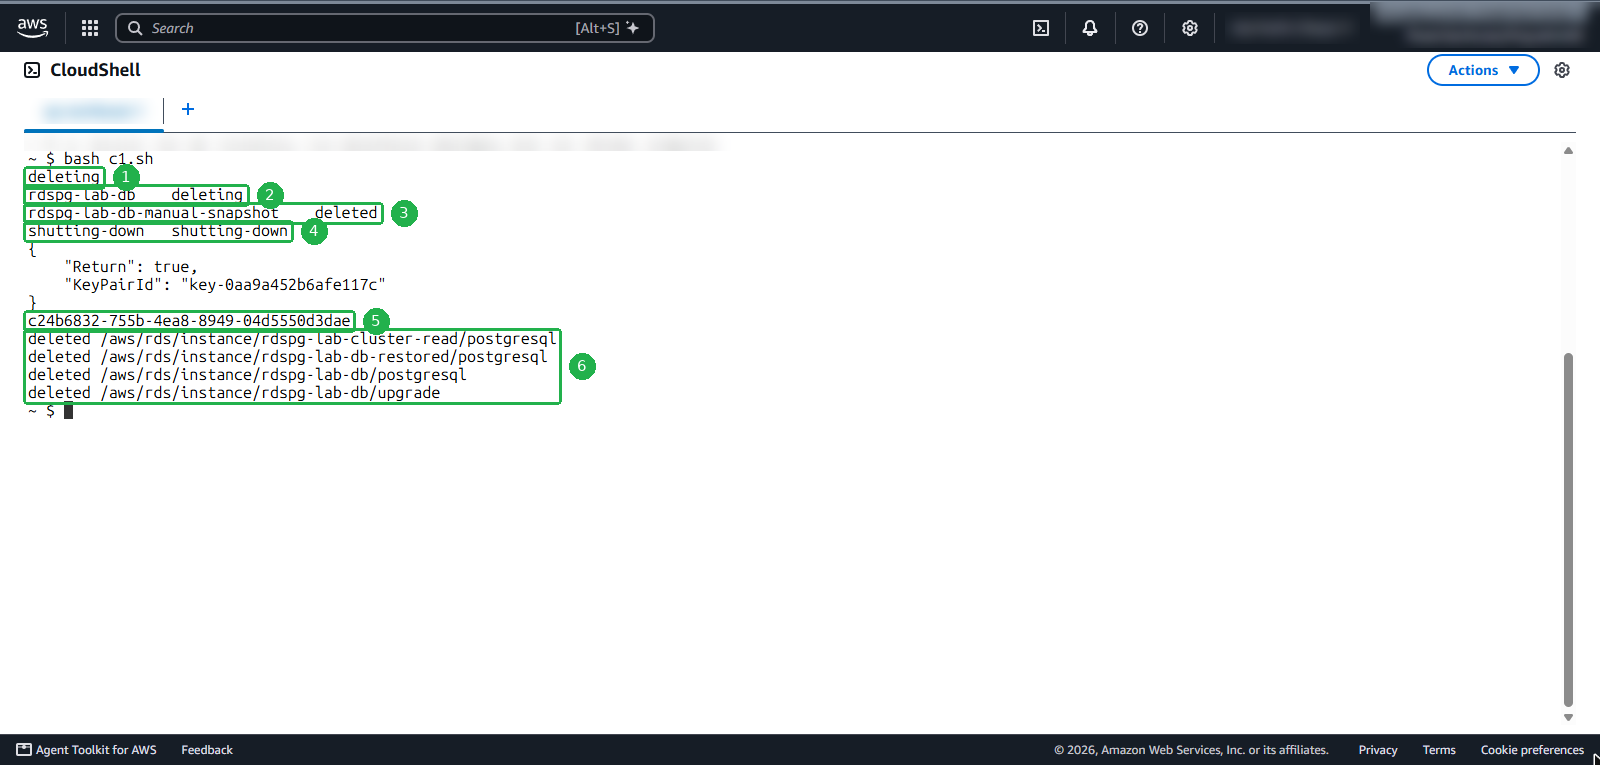 aws
Search [Alt+S]
CloudShell
Actions
+
~ $ bash c1.sh
deleting 1
rdspg-lab-db    deleting 2
rdspg-lab-db-manual-snapshot    deleted 3
shutting-down   shutting-down 4
{
    "Return": true,
    "KeyPairId": "key-0aa9a452b6afe117c"
}
c24b6832-755b-4ea8-8949-04d5550d3dae 5
deleted /aws/rds/instance/rdspg-lab-cluster-read/postgresql
deleted /aws/rds/instance/rdspg-lab-db-restored/postgresql
6
deleted /aws/rds/instance/rdspg-lab-db/postgresql
deleted /aws/rds/instance/rdspg-lab-db/upgrade
~ $
Agent Toolkit for AWS Feedback © 2026, Amazon Web Services, Inc. or its affiliates. Privacy Terms Cookie preferences